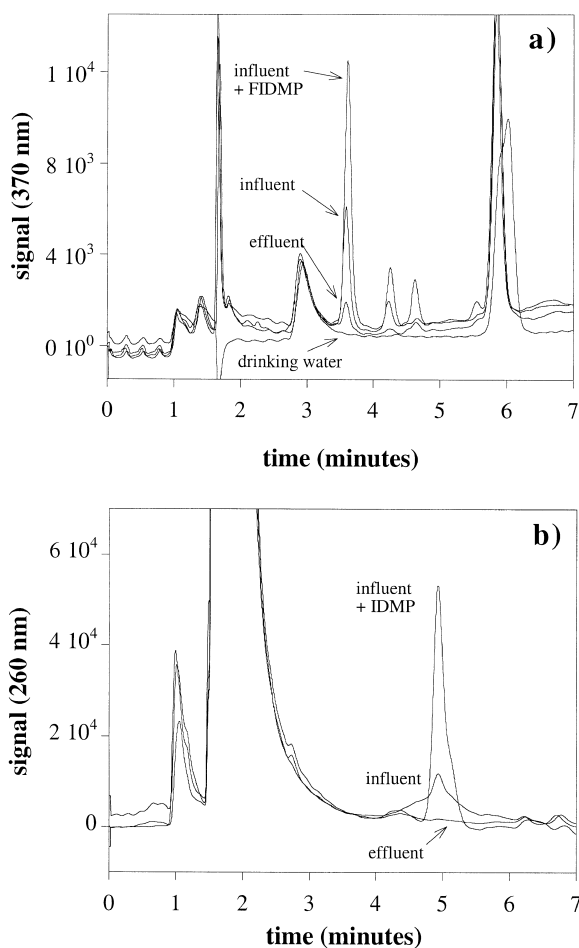 a)
1 10⁴
8 10³
4 10³
0 10⁰
signal (370 nm)
influent
+ FIDMP
influent
effluent
drinking water
0 1 2 3 4 5 6 7
time (minutes)
b)
6 10⁴
4 10⁴
2 10⁴
0
signal (260 nm)
influent
+ IDMP
influent
effluent
0 1 2 3 4 5 6 7
time (minutes)